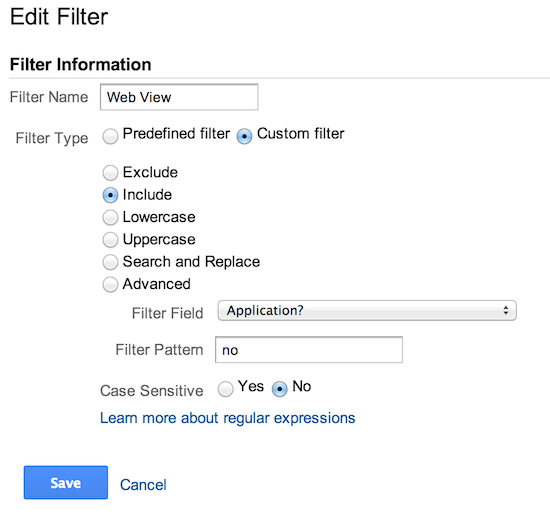 Edit Filter
Filter Information
Filter Name Web View
Filter Type Predefined filter Custom filter
Exclude
Include
Lowercase
Uppercase
Search and Replace
Advanced
Filter Field Application?
Filter Pattern no
Case Sensitive Yes No
Learn more about regular expressions
Save Cancel